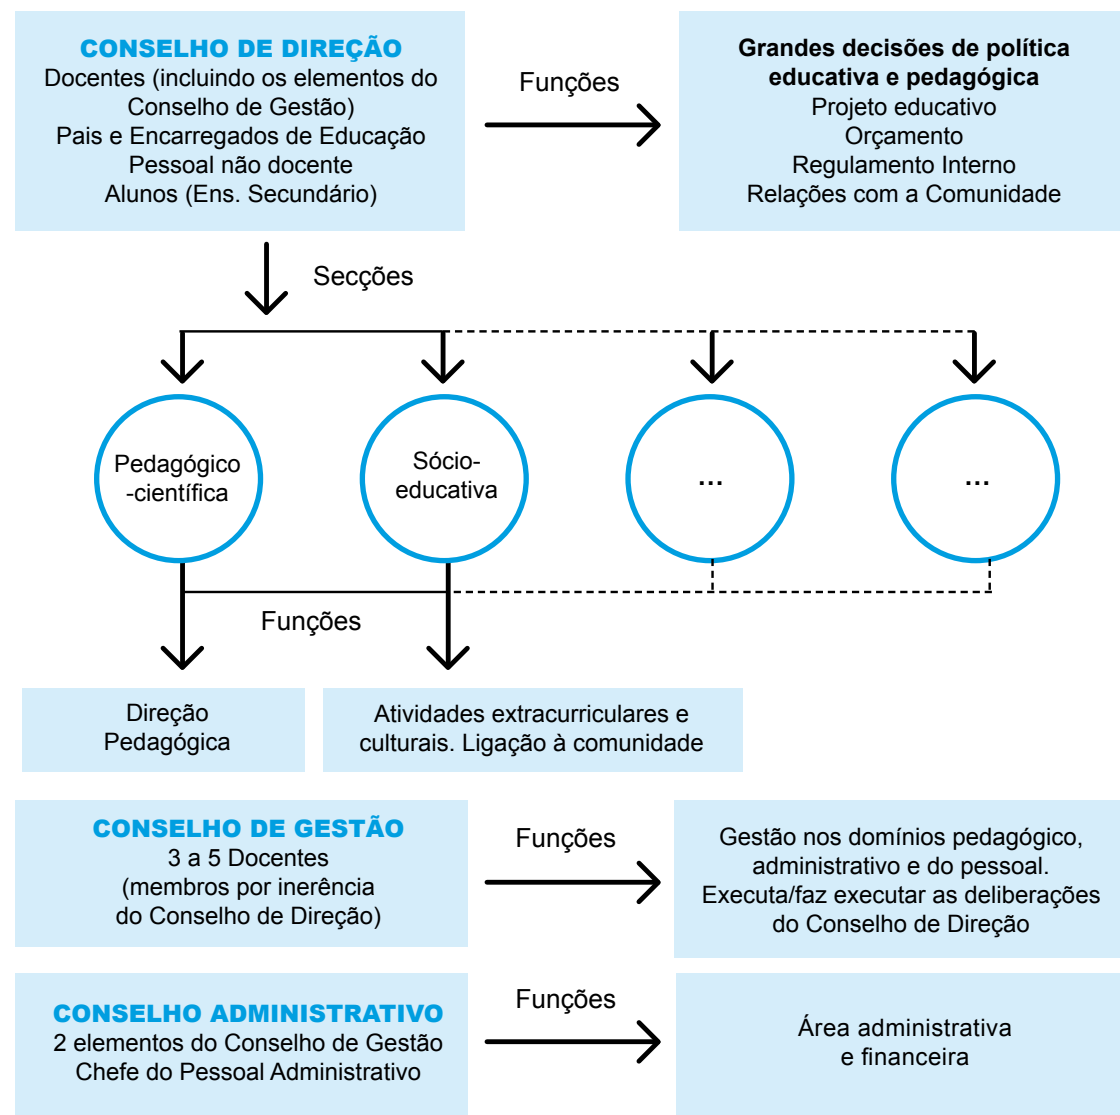 CONSELHO DE DIREÇÃO
Docentes (incluindo os elementos do
Conselho de Gestão)
Pais e Encarregados de Educação
Pessoal não docente
Alunos (Ens. Secundário)
Funções
Grandes decisões de política
educativa e pedagógica
Projeto educativo
Orçamento
Regulamento Interno
Relações com a Comunidade
Secções
Pedagógico
-científica
Sócio-
educativa
...
...
Funções
Direção
Pedagógica
Atividades extracurriculares e
culturais. Ligação à comunidade
CONSELHO DE GESTÃO
3 a 5 Docentes
(membros por inerência
do Conselho de Direção)
Funções
Gestão nos domínios pedagógico,
administrativo e do pessoal.
Executa/faz executar as deliberações
do Conselho de Direção
CONSELHO ADMINISTRATIVO
2 elementos do Conselho de Gestão
Chefe do Pessoal Administrativo
Funções
Área administrativa
e financeira